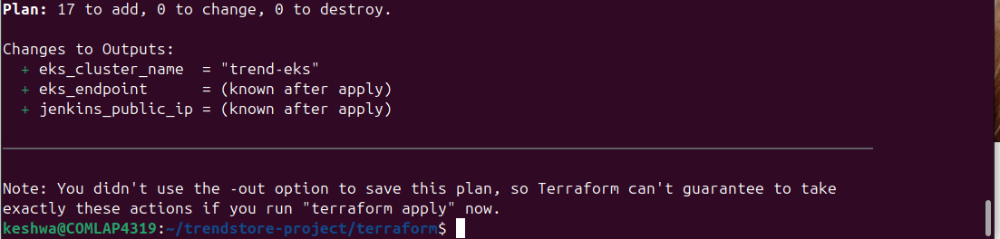 Plan: 17 to add, 0 to change, 0 to destroy.
Changes to Outputs:
+ eks_cluster_name  = "trend-eks"
+ eks_endpoint      = (known after apply)
+ jenkins_public_ip = (known after apply)
Note: You didn't use the -out option to save this plan, so Terraform can't guarantee to take
exactly these actions if you run "terraform apply" now.
keshwa@COMLAP4319:~/trendstore-project/terraform$